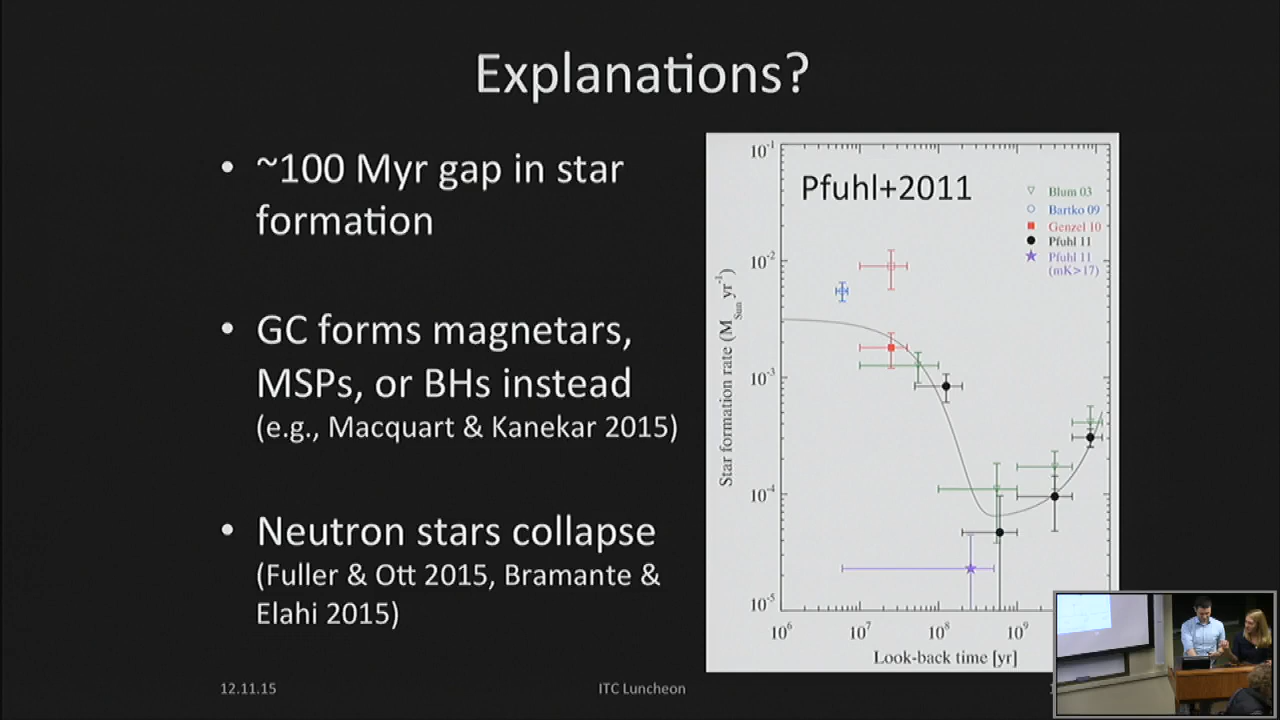 Explanations?
• ~100 Myr gap in star
formation
• GC forms magnetars,
MSPs, or BHs instead
(e.g., Macquart & Kanekar 2015)
• Neutron stars collapse
(Fuller & Ott 2015, Bramante &
Elahi 2015)
Pfuhl+2011
Blum 03
Bartko 09
Genzel 10
Pfuhl 11
Pfuhl 11
(mK>17)
Star formation rate (M_Sun yr⁻¹)
10⁻¹
10⁻²
10⁻³
10⁻⁴
10⁻⁵
10⁶ 10⁷ 10⁸ 10⁹
Look-back time [yr]
12.11.15
ITC Luncheon